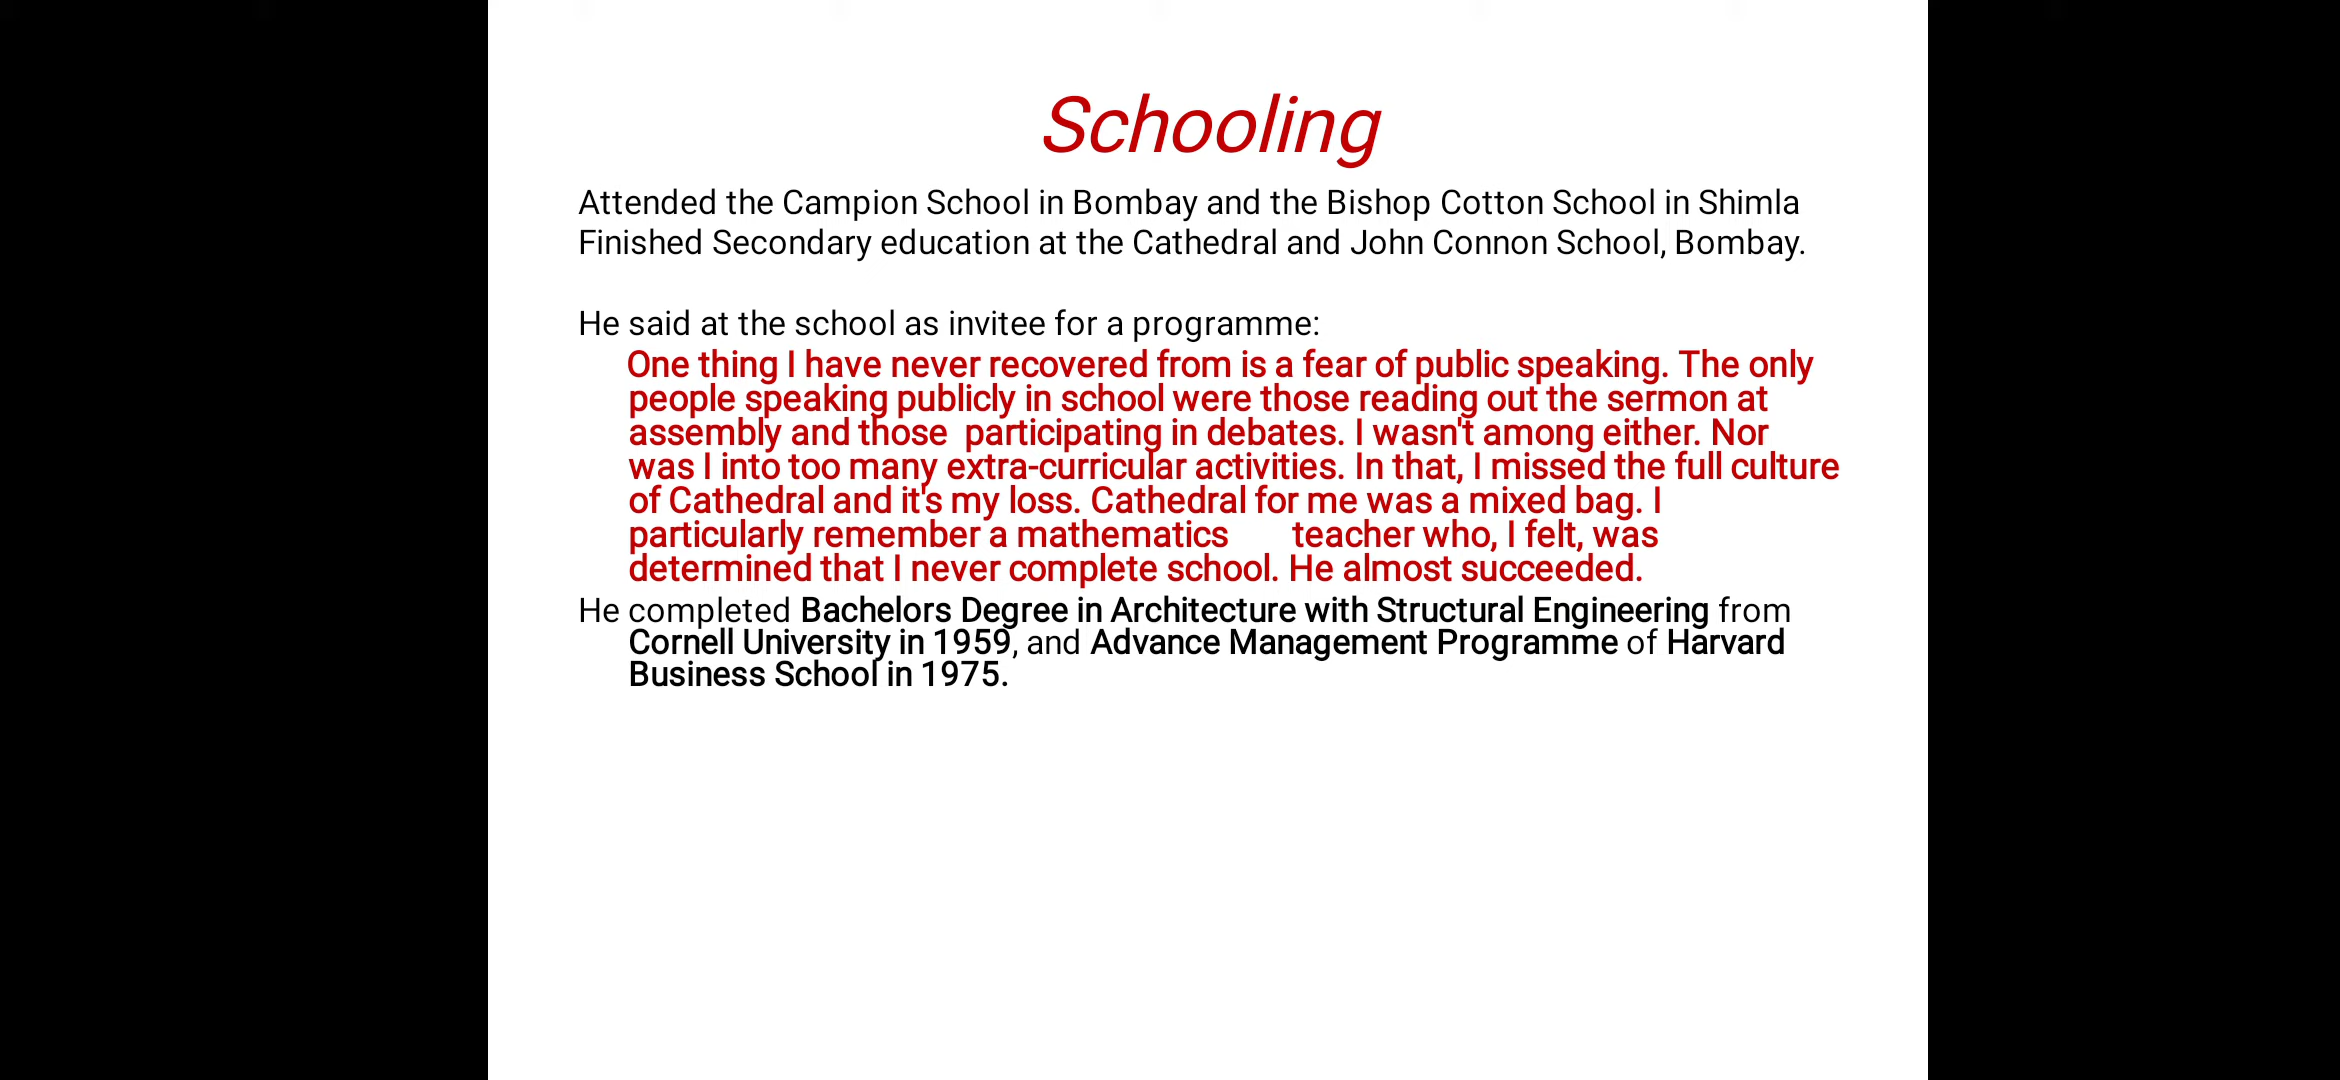 Schooling
Attended the Campion School in Bombay and the Bishop Cotton School in Shimla
Finished Secondary education at the Cathedral and John Connon School, Bombay.
He said at the school as invitee for a programme:
One thing I have never recovered from is a fear of public speaking. The only
people speaking publicly in school were those reading out the sermon at
assembly and those  participating in debates. I wasn't among either. Nor
was I into too many extra-curricular activities. In that, I missed the full culture
of Cathedral and it's my loss. Cathedral for me was a mixed bag. I
particularly remember a mathematics teacher who, I felt, was
determined that I never complete school. He almost succeeded.
He completed Bachelors Degree in Architecture with Structural Engineering from
Cornell University in 1959, and Advance Management Programme of Harvard
Business School in 1975.